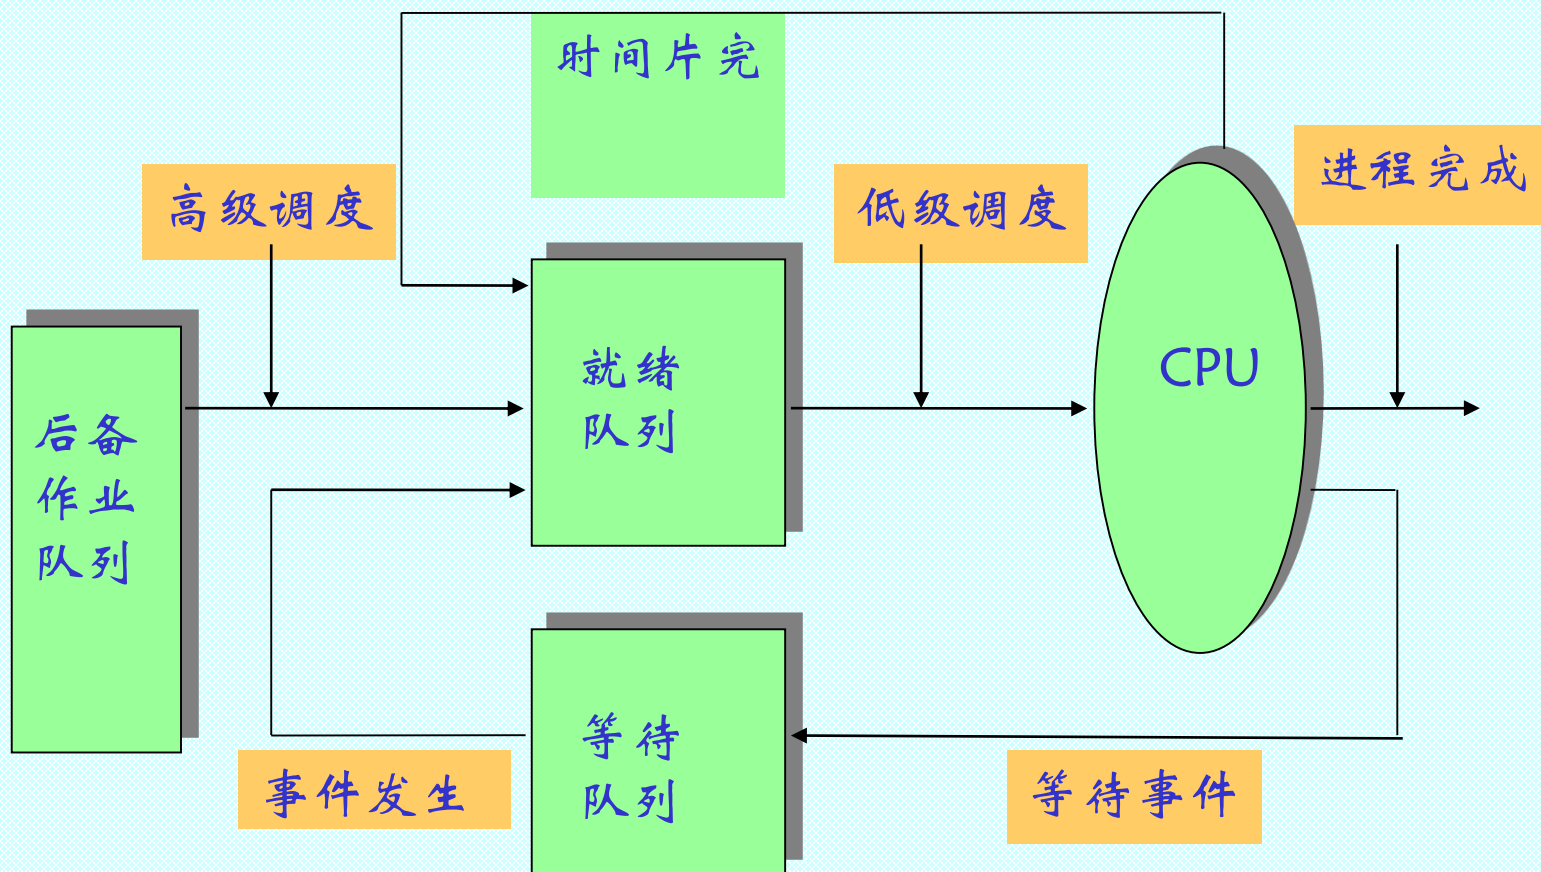 时间片完
进程完成
高级调度
低级调度
就绪
队列
CPU
后备
作业
队列
等待
队列
事件发生
等待事件